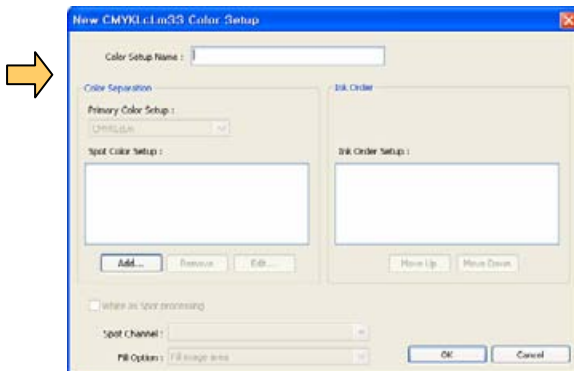 New CMYKLcLmSS Color Setup
Color Setup Name :
Color Separation
Ink Order
Primary Color Setup :
CMYKLcLm
Spot Color Setup :
Ink Order Setup :
Add...
Remove
Edit...
Move Up
Move Down
White as Spot processing
Spot Channel :
Fill Option : Fill image area
OK
Cancel